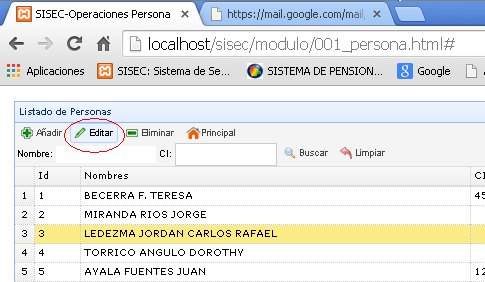 SISEC-Operaciones Persona
https://mail.google.com/mail
localhost/sisec/modulo/001_persona.html#
Aplicaciones SISEC: Sistema de Se... SISTEMA DE PENSION... Google
Listado de Personas
Añadir Editar Eliminar Principal
Nombre: CI: Buscar Limpiar
Id Nombres CI
1 1 BECERRA F. TERESA 45
2 2 MIRANDA RIOS JORGE
3 3 LEDEZMA JORDAN CARLOS RAFAEL
4 4 TORRICO ANGULO DOROTHY
5 5 AYALA FUENTES JUAN 12